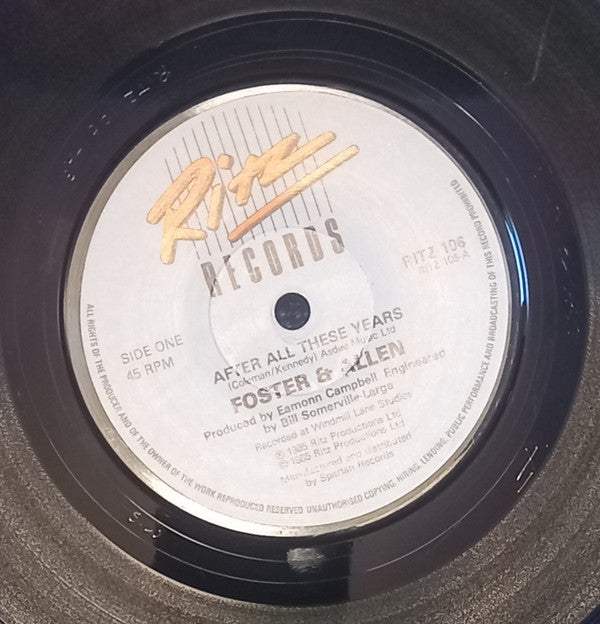 Ritz
RECORDS
RITZ 106
RITZ 106-A
SIDE ONE
45 RPM
AFTER ALL THESE YEARS
(Coleman/Kennedy) Asdee Music Ltd
FOSTER & ALLEN
Produced by Eamonn Campbell Engineered
by Bill Somerville-Large
Recorded at Windmill Lane Studios
℗ 1985 Ritz Productions Ltd
© 1985 Ritz Productions Ltd
Manufactured and distributed
by Spartan Records
ALL RIGHTS OF THE PRODUCER AND OF THE OWNER OF THE WORK REPRODUCED RESERVED UNAUTHORISED COPYING, HIRING, LENDING, PUBLIC PERFORMANCE AND BROADCASTING OF THIS RECORD PROHIBITED